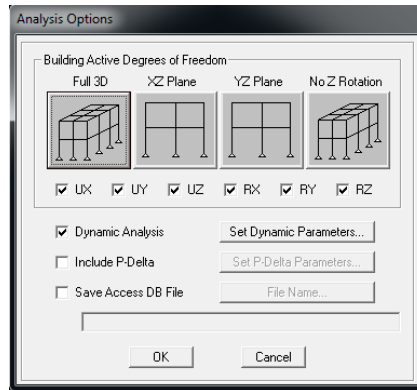 Analysis Options
Building Active Degrees of Freedom
Full 3D XZ Plane YZ Plane No Z Rotation
UX UY UZ RX RY RZ
Dynamic Analysis Set Dynamic Parameters...
Include P-Delta Set P-Delta Parameters...
Save Access DB File File Name...
OK Cancel